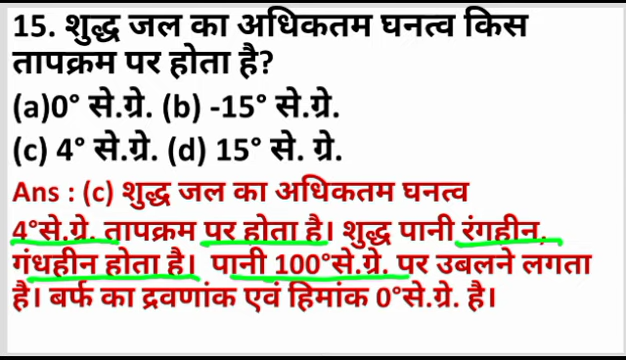 15. शुद्ध जल का अधिकतम घनत्व किस
तापक्रम पर होता है?
(a)0° से.ग्रे. (b) -15° से.ग्रे.
(c) 4° से.ग्रे. (d) 15° से. ग्रे.
Ans : (c) शुद्ध जल का अधिकतम घनत्व
4°से.ग्रे. तापक्रम पर होता है। शुद्ध पानी रंगहीन,
गंधहीन होता है। पानी 100°से.ग्रे. पर उबलने लगता
है। बर्फ का द्रवणांक एवं हिमांक 0°से.ग्रे. है।